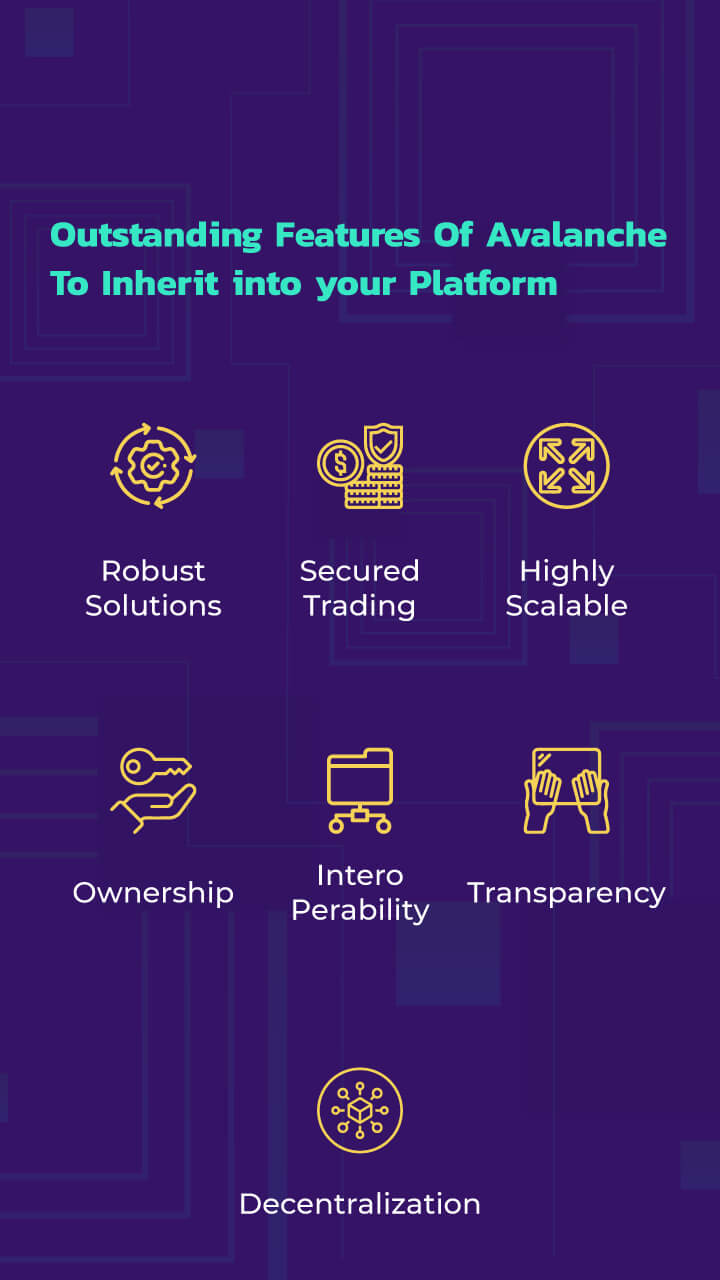 Outstanding Features Of Avalanche
To Inherit into your Platform
Robust
Solutions
Secured
Trading
Highly
Scalable
Ownership
Intero
Perability
Transparency
Decentralization